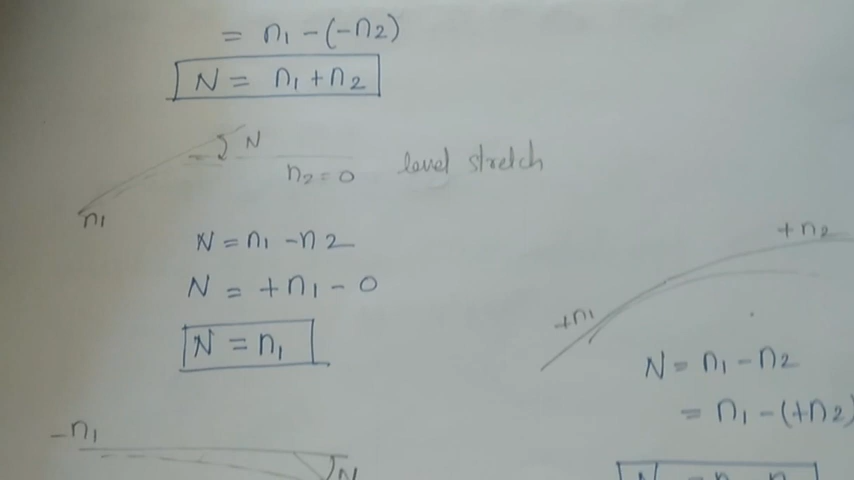 = n1 - (-n2)
N = n1 + n2
N
n2 = 0 level stretch
n1
N = n1 - n2
N = +n1 - 0
N = n1
-n1
N
+n2
+n1
N = n1 - n2
= n1 - (+n2)